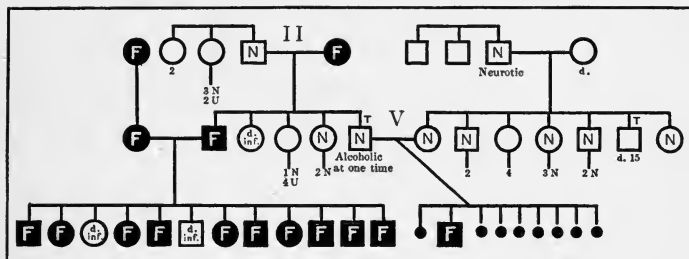 II
F N F N
2 Neurotic d.
3 N
2 U
T V T
F F d. inf. N N N N N N N
Alcoholic at one time
1 N
4 U
2 N 2 4 3 N 2 N d. 15
F F d. inf. F F d. inf. F F F F F F F